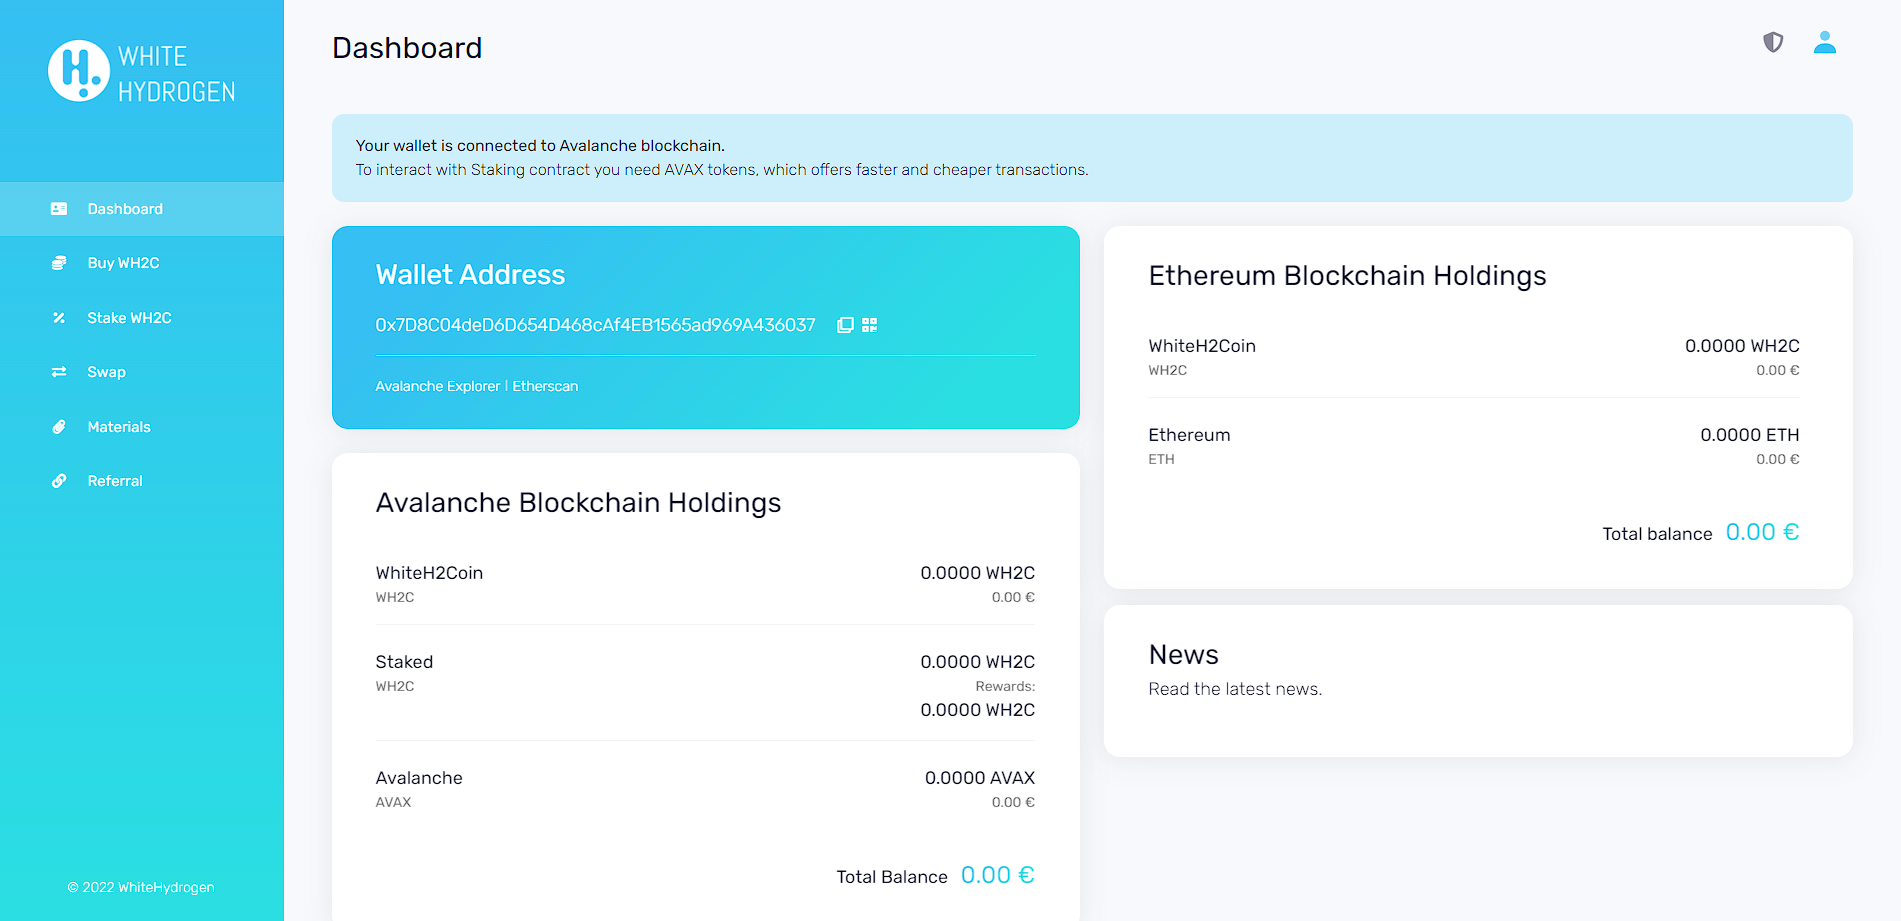 WHITE
HYDROGEN
Dashboard
Buy WH2C
Stake WH2C
Swap
Materials
Referral
© 2022 WhiteHydrogen
Dashboard
Your wallet is connected to Avalanche blockchain.
To interact with Staking contract you need AVAX tokens, which offers faster and cheaper transactions.
Wallet Address
0x7D8C04deD6D654D468cAf4EB1565ad969A436037
Avalanche Explorer | Etherscan
Avalanche Blockchain Holdings
WhiteH2Coin 0.0000 WH2C
WH2C 0.00 €
Staked 0.0000 WH2C
WH2C Rewards:
0.0000 WH2C
Avalanche 0.0000 AVAX
AVAX 0.00 €
Total Balance 0.00 €
Ethereum Blockchain Holdings
WhiteH2Coin 0.0000 WH2C
WH2C 0.00 €
Ethereum 0.0000 ETH
ETH 0.00 €
Total balance 0.00 €
News
Read the latest news.